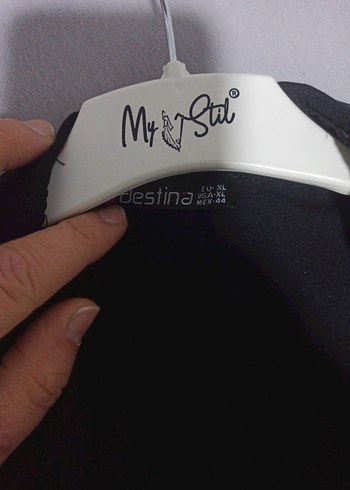 My Stil ®
destina
EU-XL
USA-XL
MEX-44